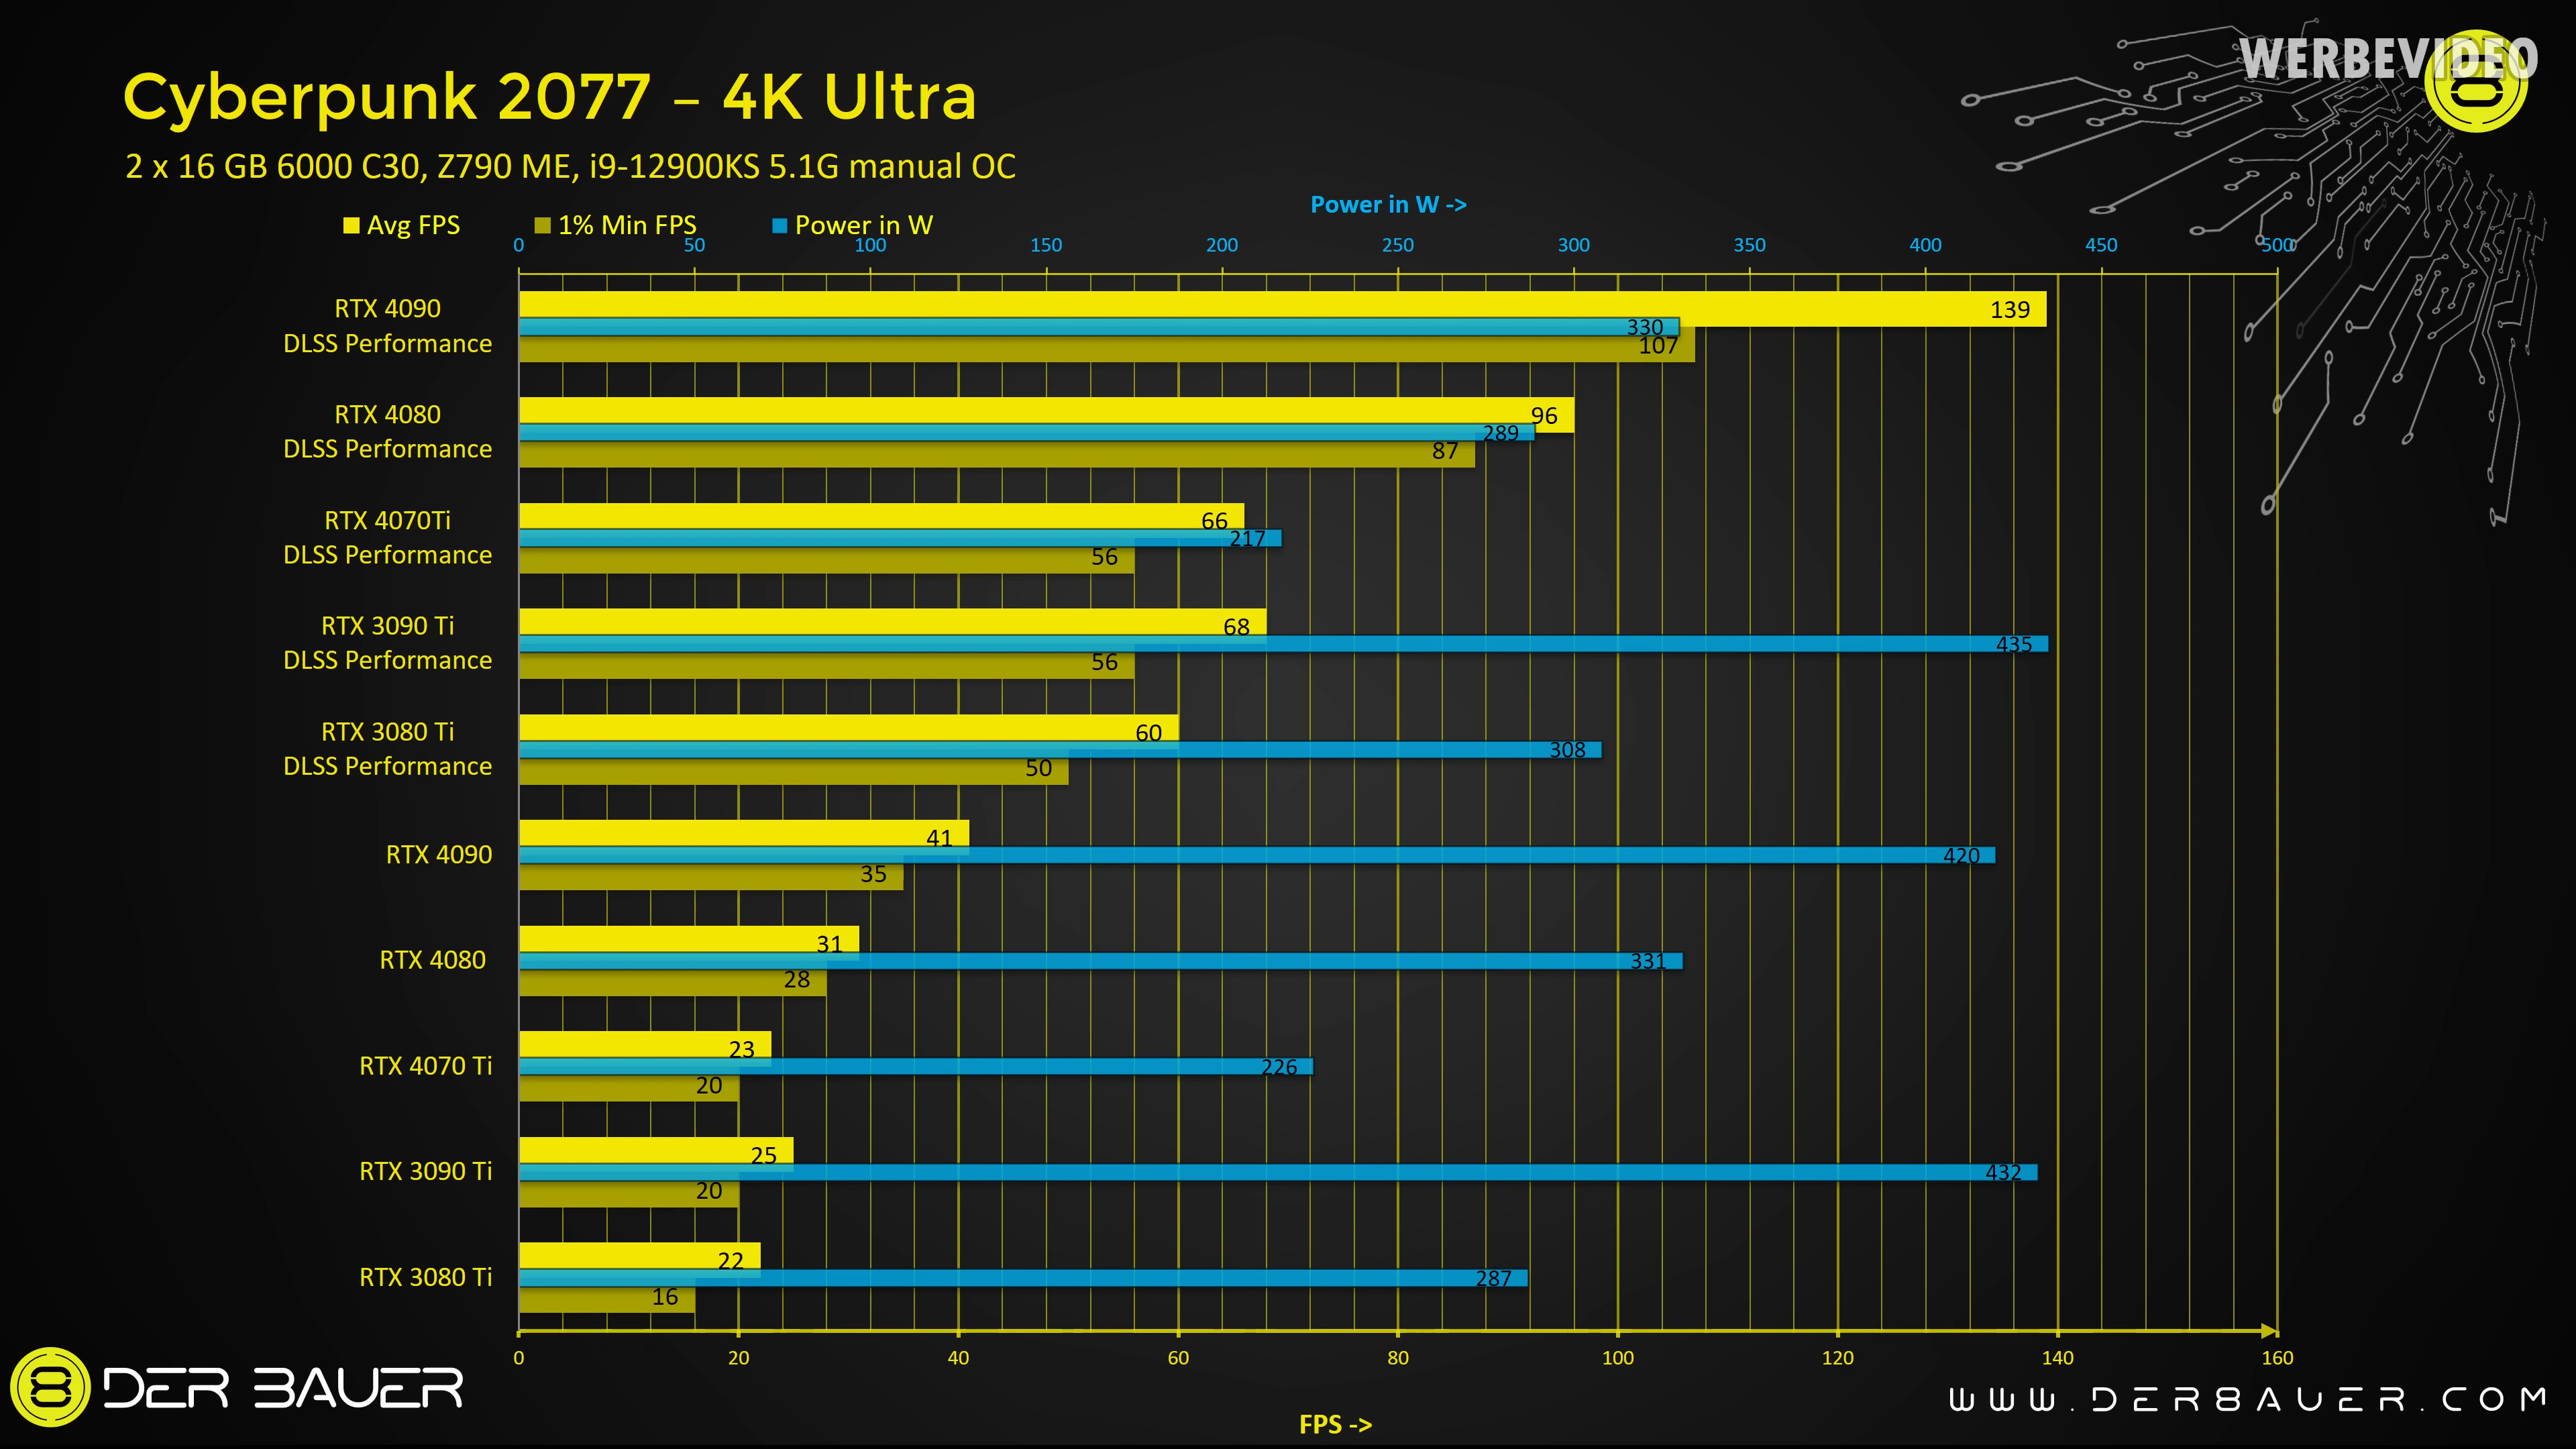 WERBEVIDEO
Cyberpunk 2077 – 4K Ultra
2 x 16 GB 6000 C30, Z790 ME, i9-12900KS 5.1G manual OC
Power in W ->
Avg FPS 1% Min FPS Power in W
0 50 100 150 200 250 300 350 400 450 500
RTX 4090
DLSS Performance
139
330
107
RTX 4080
DLSS Performance
96
289
87
RTX 4070Ti
DLSS Performance
66
217
56
RTX 3090 Ti
DLSS Performance
68
435
56
RTX 3080 Ti
DLSS Performance
60
308
50
RTX 4090
41
420
35
RTX 4080
31
331
28
RTX 4070 Ti
23
226
20
RTX 3090 Ti
25
432
20
RTX 3080 Ti
22
287
16
0 20 40 60 80 100 120 140 160
FPS ->
DER 8AUER
WWW.DER8AUER.COM